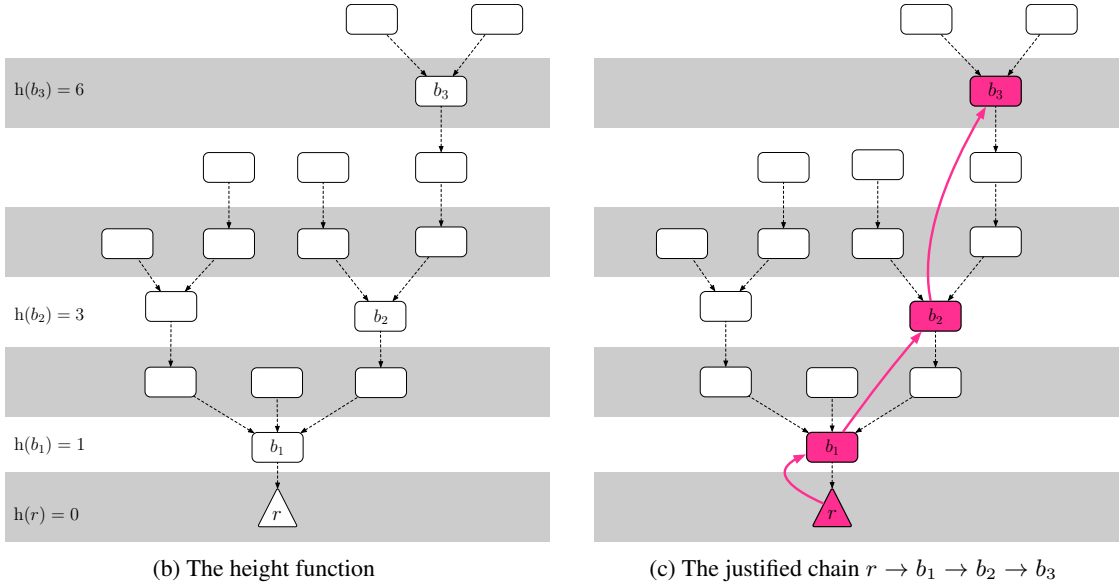 h(b₃) = 6
b₃
b₃
h(b₂) = 3
b₂
b₂
h(b₁) = 1
b₁
b₁
h(r) = 0
r
r
(b) The height function
(c) The justified chain r → b₁ → b₂ → b₃